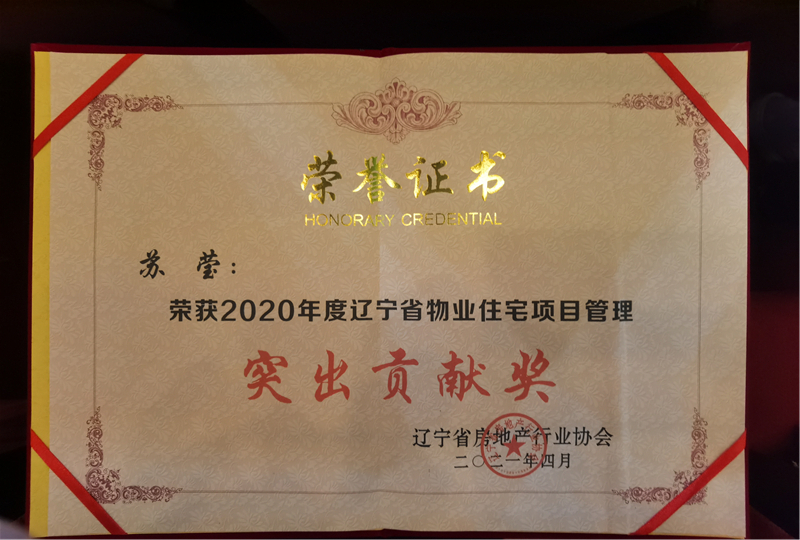 荣誉证书
HONORARY CREDENTIAL
苏 莹：
荣获2020年度辽宁省物业住宅项目管理
突出贡献奖
辽宁省房地产行业协会
二〇二一年四月